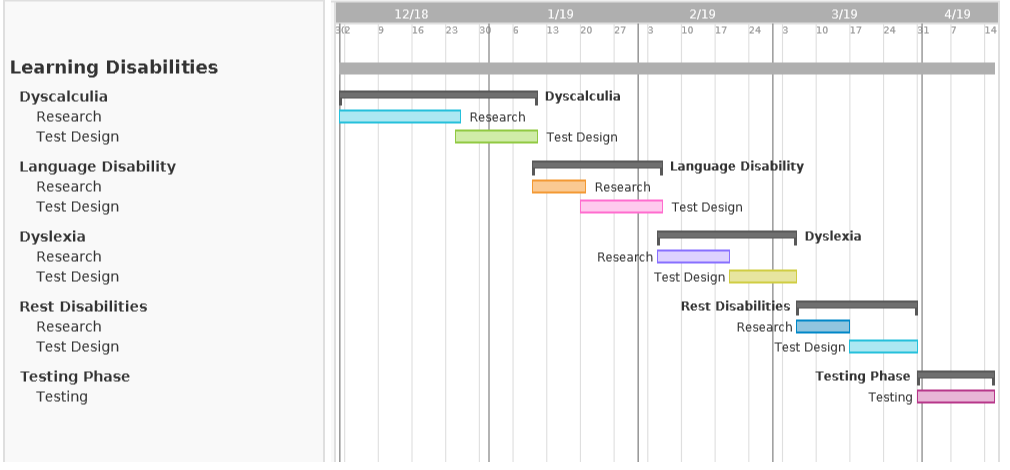 12/18 1/19 2/19 3/19 4/19
2 9 16 23 30 6 13 20 27 3 10 17 24 3 10 17 24 31 7 14
Learning Disabilities
Dyscalculia Dyscalculia
Research Research
Test Design Test Design
Language Disability Language Disability
Research Research
Test Design Test Design
Dyslexia Dyslexia
Research Research
Test Design Test Design
Rest Disabilities Rest Disabilities
Research Research
Test Design Test Design
Testing Phase Testing Phase
Testing Testing